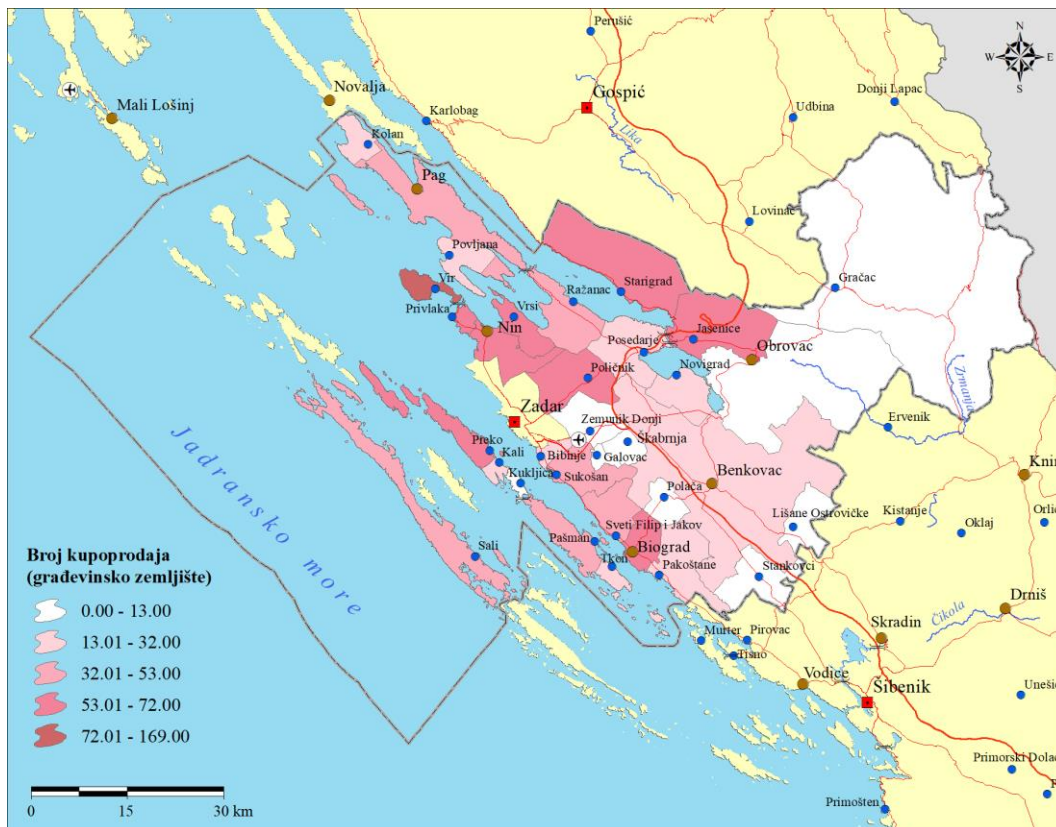 Perušić
N
W
E
S
Donji Lapac
Novalja
Gospić
Mali Lošinj
Karlobag
Udbina
Kolan
Lika
Pag
Lovinac
Povljana
Vir
Starigrad
Gračac
Ražanac
Privlaka
Vrsi
Nin
Jasenice
Posedarje
Obrovac
Poličnik
Novigrad
Zrmanja
Zadar
Zemunik Donji
Ervenik
Škabrnja
Preko
Kali
Bibinje
Galovac
Knin
Kukljica
Sukošan
Benkovac
Polača
Jadransko more
Lišane Ostrovičke
Kistanje
Orlić
Oklaj
Sveti Filip i Jakov
Pašman
Biograd
Sali
Tkon
Pakoštane
Stankovci
Drniš
Čikola
Skradin
Murter
Pirovac
Tisno
Vodice
Šibenik
Unešić
Primorski Dolac
Primošten
Broj kupoprodaja
(građevinsko zemljište)
0.00 - 13.00
13.01 - 32.00
32.01 - 53.00
53.01 - 72.00
72.01 - 169.00
0
15
30 km